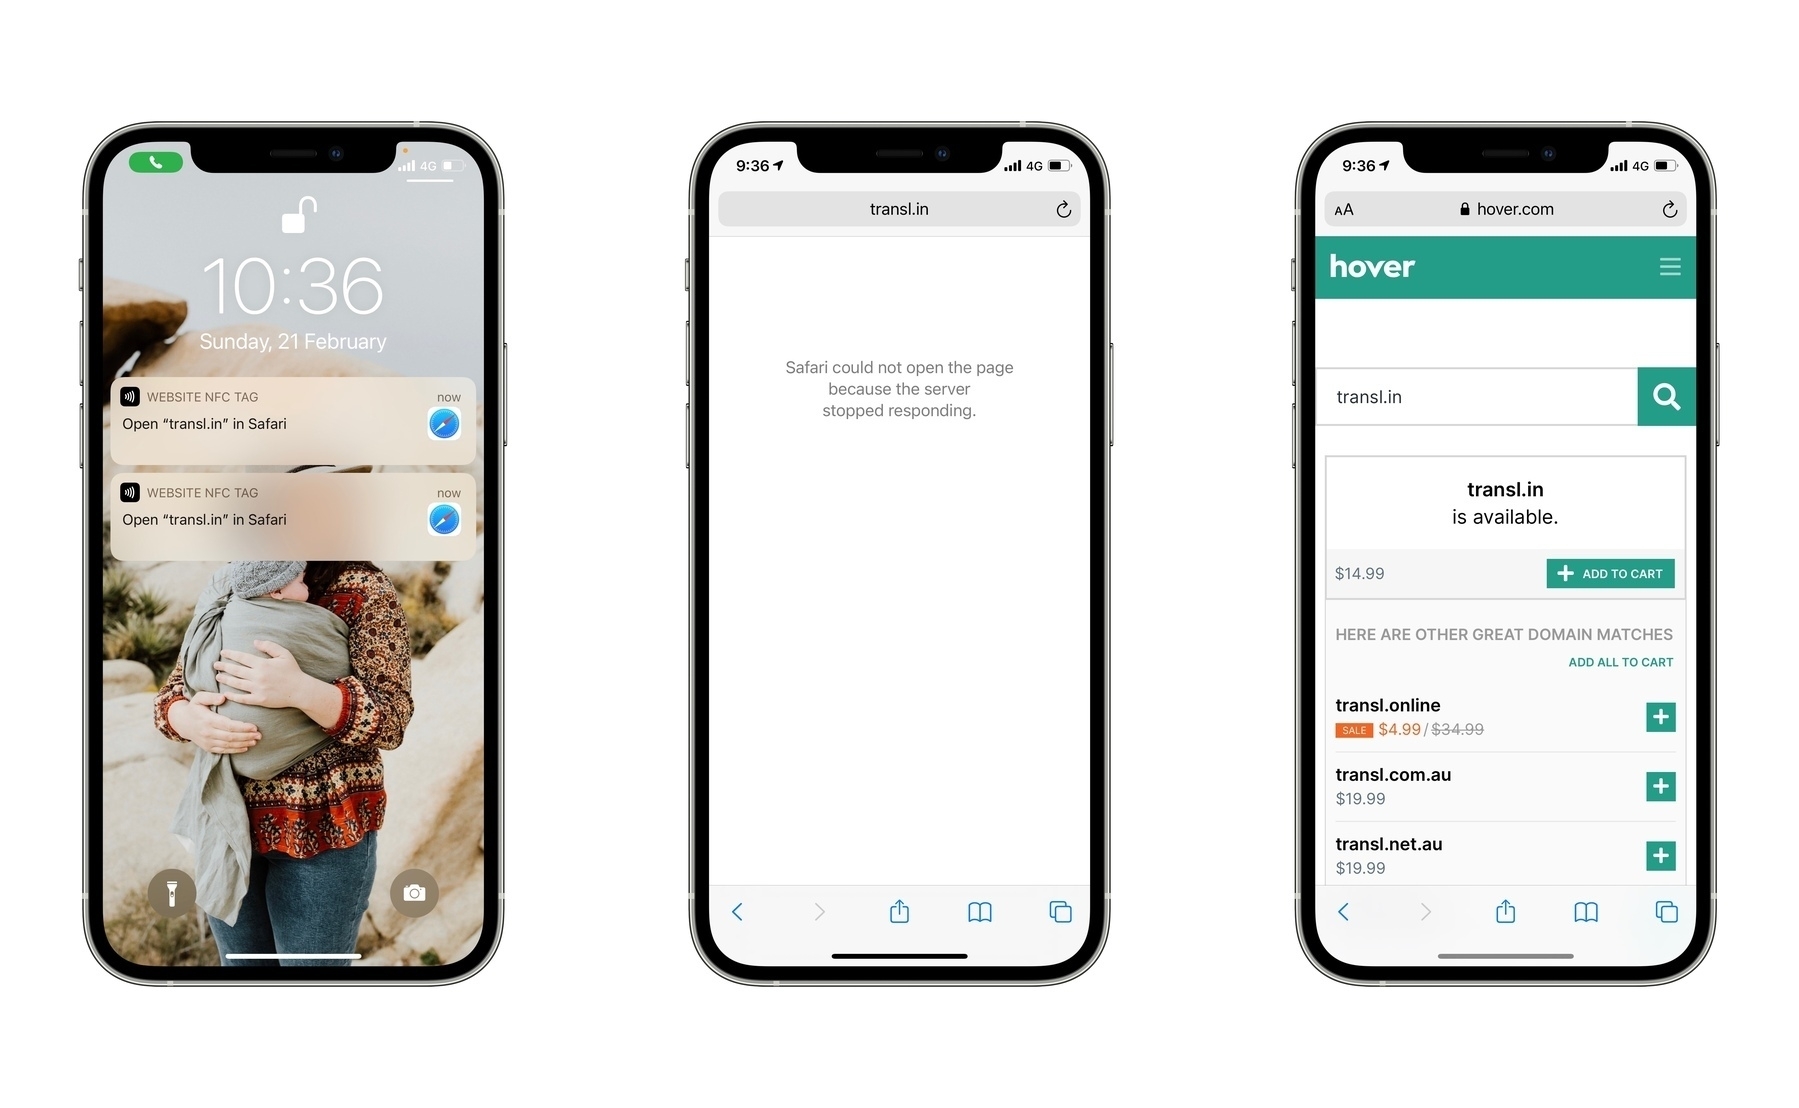 4G
10:36
Sunday, 21 February
WEBSITE NFC TAG
now
Open “transl.in” in Safari
WEBSITE NFC TAG
now
Open “transl.in” in Safari
9:36
4G
transl.in
Safari could not open the page
because the server
stopped responding.
9:36
4G
AA
hover.com
hover
transl.in
transl.in
is available.
$14.99
ADD TO CART
HERE ARE OTHER GREAT DOMAIN MATCHES
ADD ALL TO CART
transl.online
SALE $4.99 / $34.99
transl.com.au
$19.99
transl.net.au
$19.99